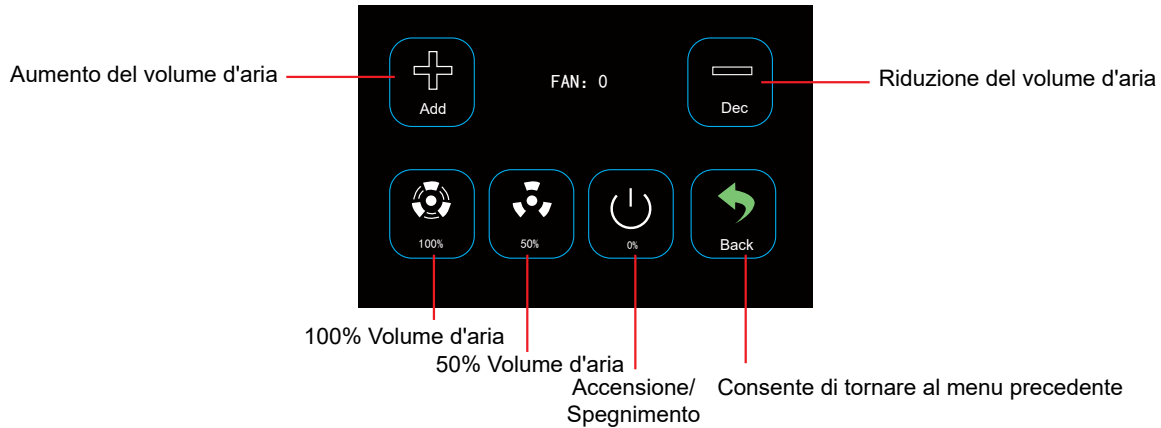 Aumento del volume d'aria
Add
FAN: 0
Dec
Riduzione del volume d'aria
100%
50%
0%
Back
100% Volume d'aria
50% Volume d'aria
Accensione/
Spegnimento
Consente di tornare al menu precedente